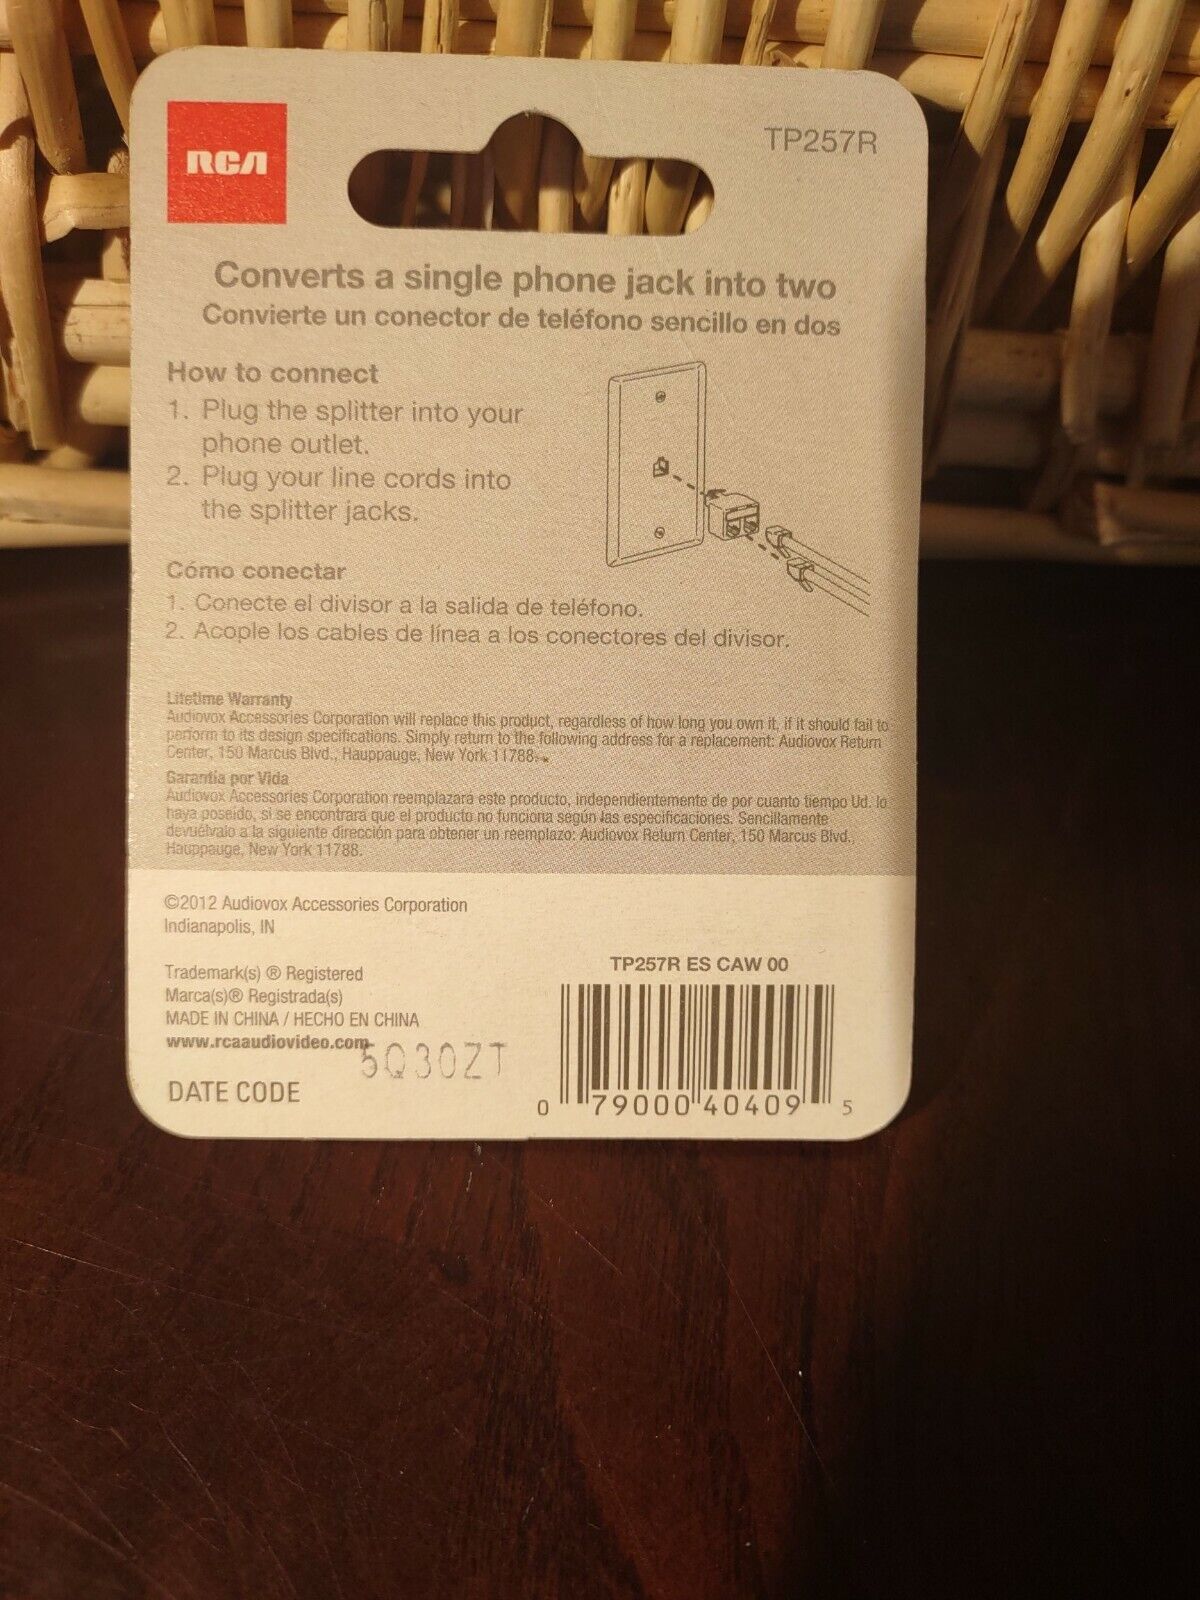 RCA
TP257R
Converts a single phone jack into two
Convierte un conector de teléfono sencillo en dos
How to connect
1. Plug the splitter into your
phone outlet.
2. Plug your line cords into
the splitter jacks.
Cómo conectar
1. Conecte el divisor a la salida de teléfono.
2. Acople los cables de línea a los conectores del divisor.
Lifetime Warranty
Audiovox Accessories Corporation will replace this product, regardless of how long you own it, if it should fail to
perform to its design specifications. Simply return to the following address for a replacement: Audiovox Return
Center, 150 Marcus Blvd., Hauppauge, New York 11788.
Garantía por Vida
Audiovox Accessories Corporation reemplazara este producto, independientemente de por cuanto tiempo Ud. lo
haya poseído, si se encontrara que el producto no funciona según las especificaciones. Sencillamente
devuélvalo a la siguiente dirección para obtener un reemplazo: Audiovox Return Center, 150 Marcus Blvd.,
Hauppauge, New York 11788.
©2012 Audiovox Accessories Corporation
Indianapolis, IN
Trademark(s) ® Registered
Marca(s)® Registrada(s)
MADE IN CHINA / HECHO EN CHINA
www.rcaaudiovideo.com
5Q30ZT
DATE CODE
TP257R ES CAW 00
0 79000 40409 5